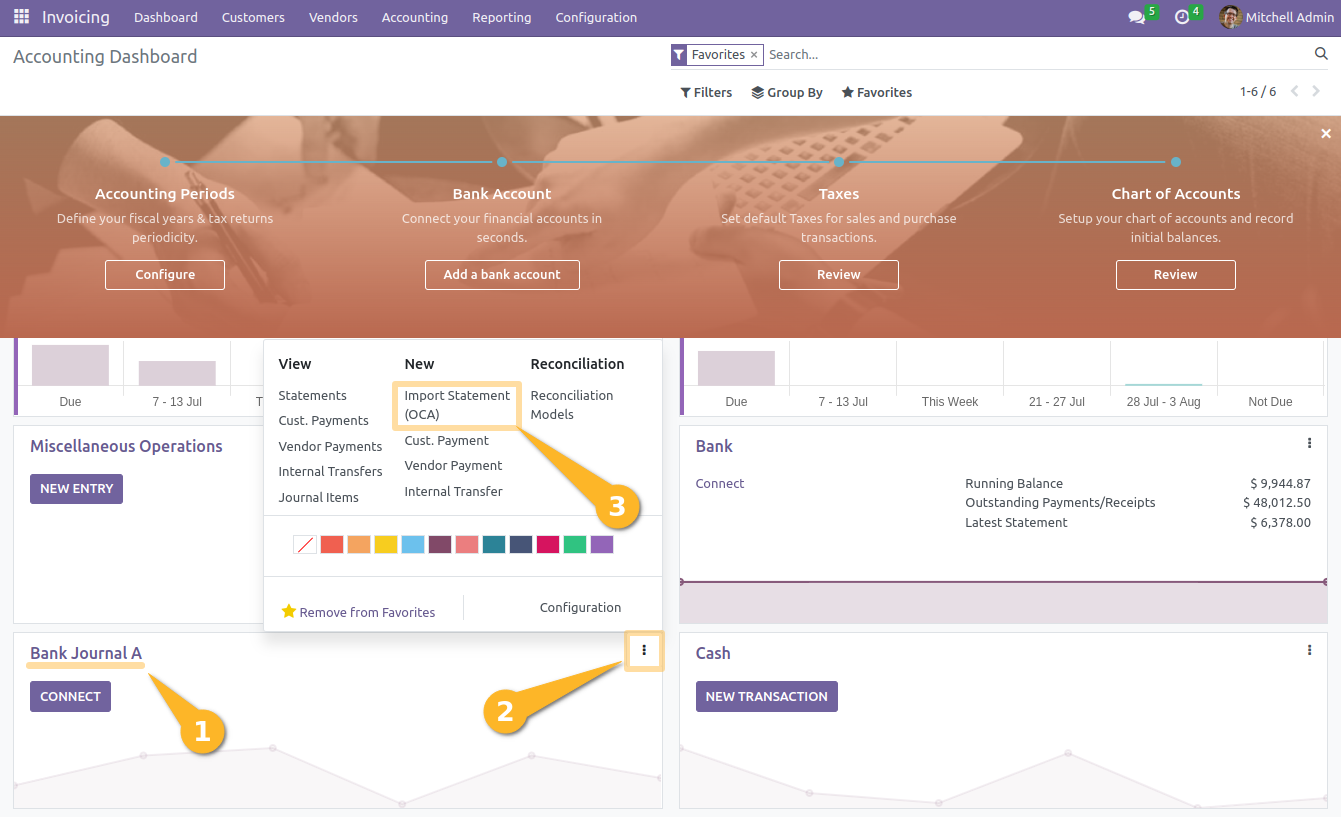 Invoicing Dashboard Customers Vendors Accounting Reporting Configuration 5 4 Mitchell Admin
Accounting Dashboard
Favorites × Search...
Filters Group By Favorites 1-6 / 6
Accounting Periods
Define your fiscal years & tax returns
periodicity.
Configure
Bank Account
Connect your financial accounts in
seconds.
Add a bank account
Taxes
Set default Taxes for sales and purchase
transactions.
Review
Chart of Accounts
Setup your chart of accounts and record
initial balances.
Review
Due 7 - 13 Jul T
View
Statements
Cust. Payments
Vendor Payments
Internal Transfers
Journal Items
New
Import Statement
(OCA)
Cust. Payment
Vendor Payment
Internal Transfer
Reconciliation
Reconciliation
Models
3
Remove from Favorites Configuration
Due 7 - 13 Jul This Week 21 - 27 Jul 28 Jul - 3 Aug Not Due
Miscellaneous Operations
NEW ENTRY
Bank
Connect
Running Balance $ 9,944.87
Outstanding Payments/Receipts $ 48,012.50
Latest Statement $ 6,378.00
Bank Journal A
CONNECT
1
2
Cash
NEW TRANSACTION